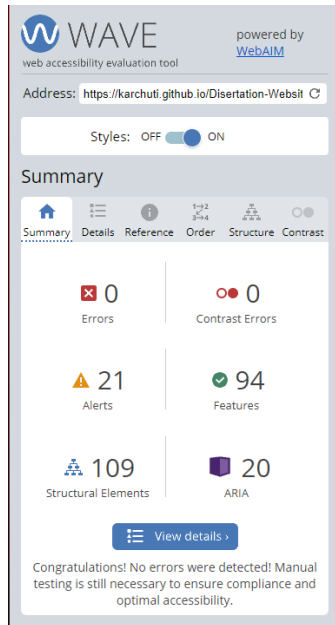 WAVE
web accessibility evaluation tool
powered by
WebAIM
Address: https://karchuti.github.io/Disertation-Websit
Styles: OFF ON
Summary
Summary Details Reference Order Structure Contrast
0 0
Errors Contrast Errors
21 94
Alerts Features
109 20
Structural Elements ARIA
View details ›
Congratulations! No errors were detected! Manual
testing is still necessary to ensure compliance and
optimal accessibility.